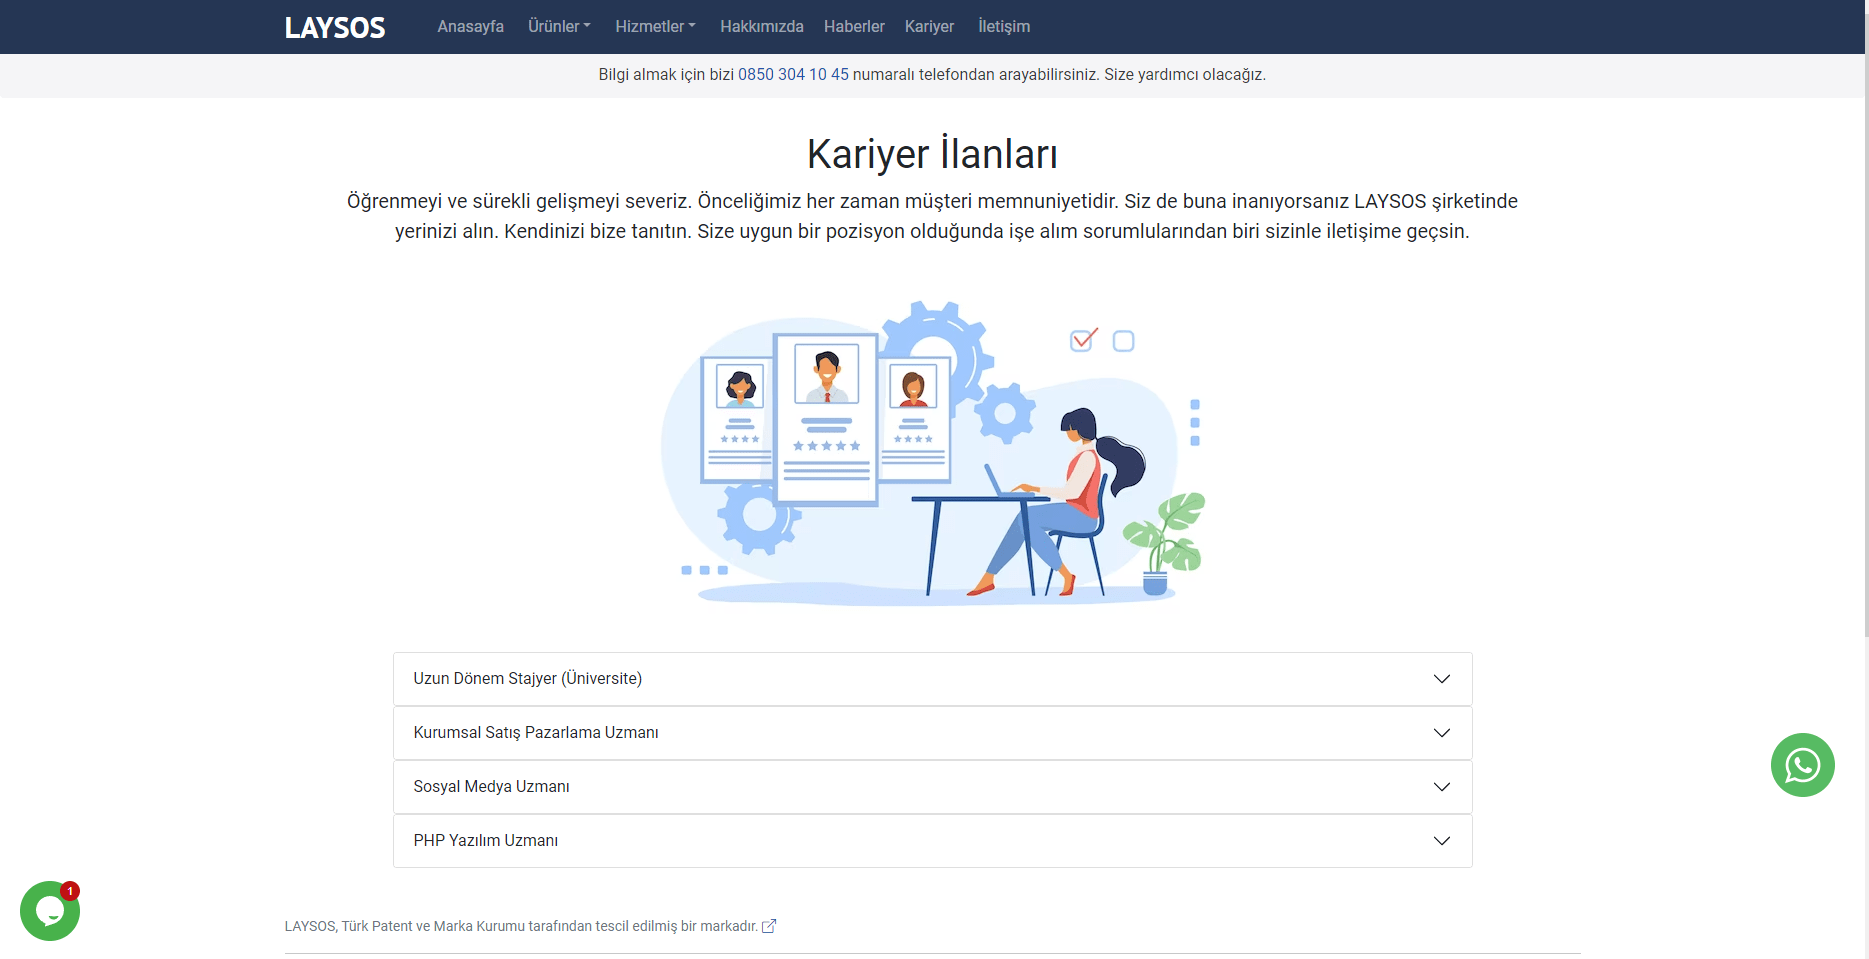 LAYSOS
Anasayfa Ürünler Hizmetler Hakkımızda Haberler Kariyer İletişim
Bilgi almak için bizi 0850 304 10 45 numaralı telefondan arayabilirsiniz. Size yardımcı olacağız.
Kariyer İlanları
Öğrenmeyi ve sürekli gelişmeyi severiz. Önceliğimiz her zaman müşteri memnuniyetidir. Siz de buna inanıyorsanız LAYSOS şirketinde
yerinizi alın. Kendinizi bize tanıtın. Size uygun bir pozisyon olduğunda işe alım sorumlularından biri sizinle iletişime geçsin.
Uzun Dönem Stajyer (Üniversite)
Kurumsal Satış Pazarlama Uzmanı
Sosyal Medya Uzmanı
PHP Yazılım Uzmanı
1
LAYSOS, Türk Patent ve Marka Kurumu tarafından tescil edilmiş bir markadır.